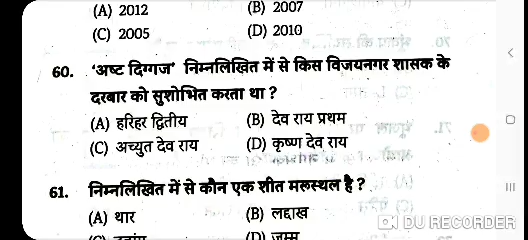 (A) 2012 (B) 2007
(C) 2005 (D) 2010
60. 'अष्ट दिग्गज' निम्नलिखित में से किस विजयनगर शासक के
दरबार को सुशोभित करता था ?
(A) हरिहर द्वितीय (B) देव राय प्रथम
(C) अच्युत देव राय (D) कृष्ण देव राय
61. निम्नलिखित में से कौन एक शीत मरुस्थल है ?
(A) थार (B) लद्दाख
DU RECORDER
(D) जम्मू